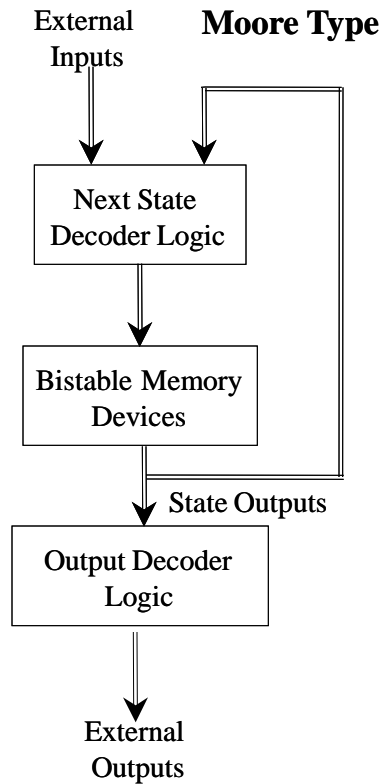 External
Inputs
Moore Type
Next State
Decoder Logic
Bistable Memory
Devices
State Outputs
Output Decoder
Logic
External
Outputs